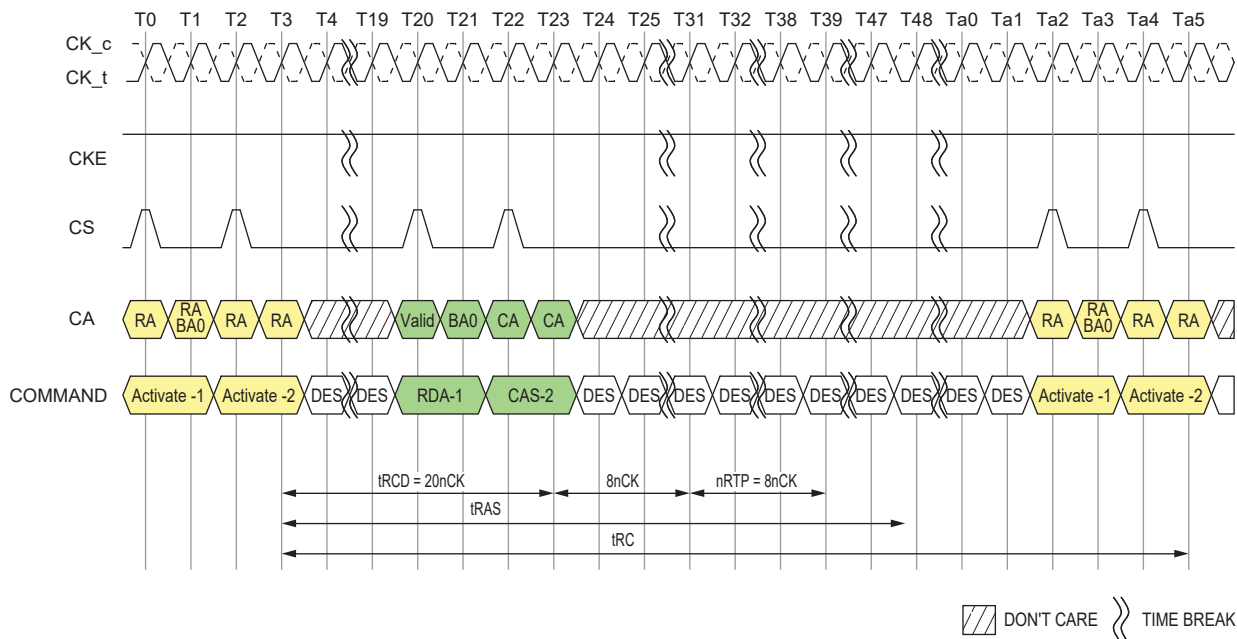 T0 T1 T2 T3 T4 T19 T20 T21 T22 T23 T24 T25 T31 T32 T38 T39 T47 T48 Ta0 Ta1 Ta2 Ta3 Ta4 Ta5
CK_c
CK_t
CKE
CS
CA RA RA BA0 RA RA Valid BA0 CA CA RA RA BA0 RA RA
COMMAND Activate -1 Activate -2 DES DES RDA-1 CAS-2 DES DES DES DES DES DES DES DES DES DES Activate -1 Activate -2
tRCD = 20nCK 8nCK nRTP = 8nCK
tRAS
tRC
DON'T CARE TIME BREAK